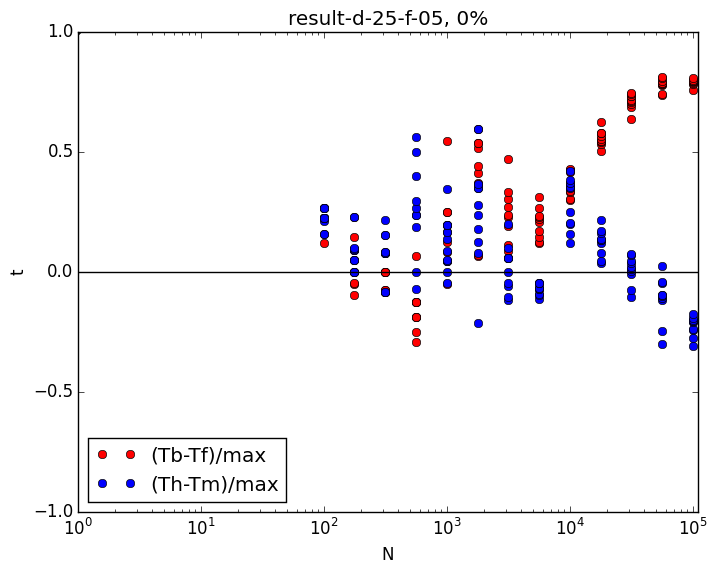 result-d-25-f-05, 0%
1.0
0.5
0.0
−0.5
−1.0
t
(Tb-Tf)/max
(Th-Tm)/max
10⁰ 10¹ 10² 10³ 10⁴ 10⁵
N